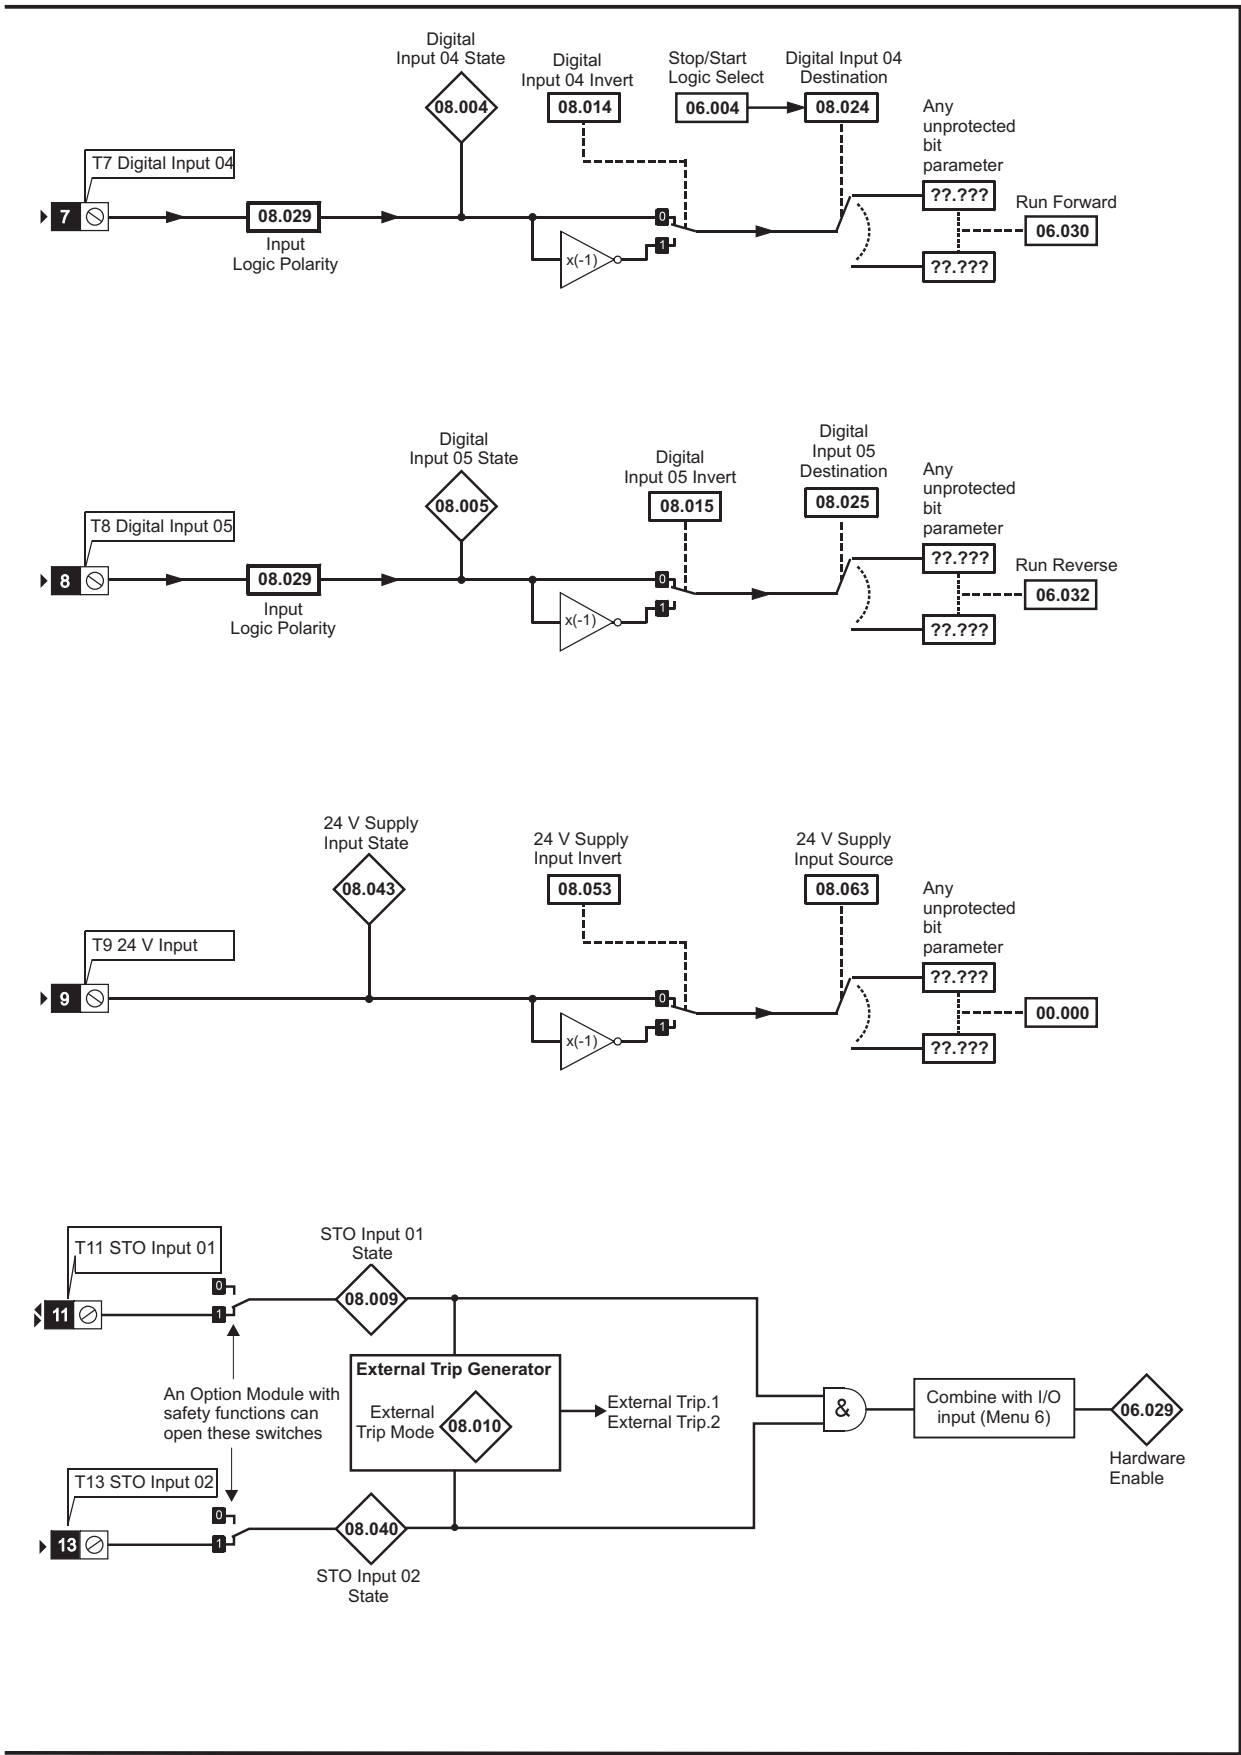 Digital
Input 04 State
08.004
Digital
Input 04 Invert
08.014
Stop/Start
Logic Select
06.004
Digital Input 04
Destination
08.024
Any
unprotected
bit
parameter
T7 Digital Input 04
7
08.029
Input
Logic Polarity
0
1
x(-1)
??.???
??.???
Run Forward
06.030
Digital
Input 05 State
08.005
Digital
Input 05 Invert
08.015
Digital
Input 05
Destination
08.025
Any
unprotected
bit
parameter
T8 Digital Input 05
8
08.029
Input
Logic Polarity
0
1
x(-1)
??.???
??.???
Run Reverse
06.032
24 V Supply
Input State
08.043
24 V Supply
Input Invert
08.053
24 V Supply
Input Source
08.063
Any
unprotected
bit
parameter
T9 24 V Input
9
0
1
x(-1)
??.???
??.???
00.000
T11 STO Input 01
11
0
1
STO Input 01
State
08.009
An Option Module with
safety functions can
open these switches
External Trip Generator
External
Trip Mode
08.010
External Trip.1
External Trip.2
&
Combine with I/O
input (Menu 6)
06.029
Hardware
Enable
T13 STO Input 02
13
0
1
08.040
STO Input 02
State